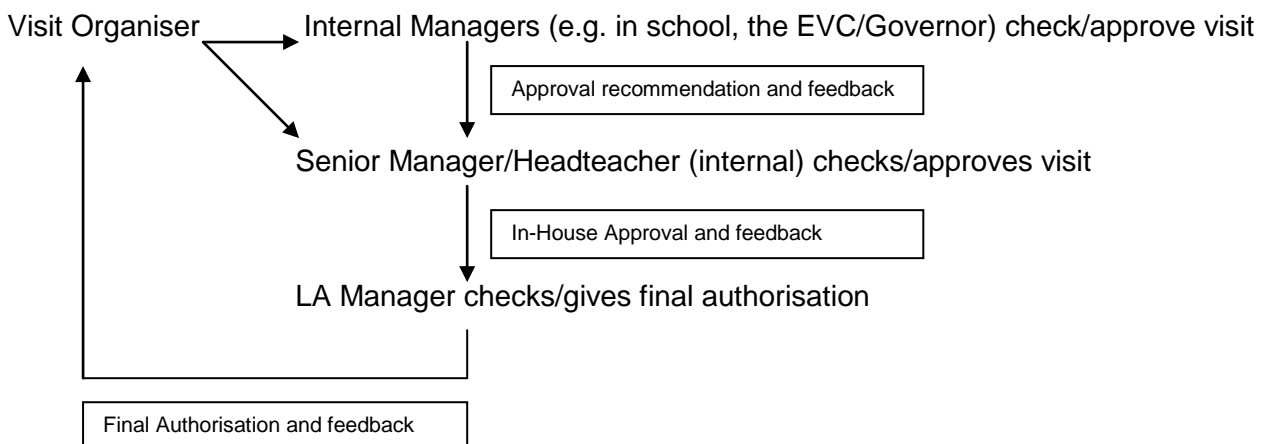 Visit Organiser
Internal Managers (e.g. in school, the EVC/Governor) check/approve visit
Approval recommendation and feedback
Senior Manager/Headteacher (internal) checks/approves visit
In-House Approval and feedback
LA Manager checks/gives final authorisation
Final Authorisation and feedback